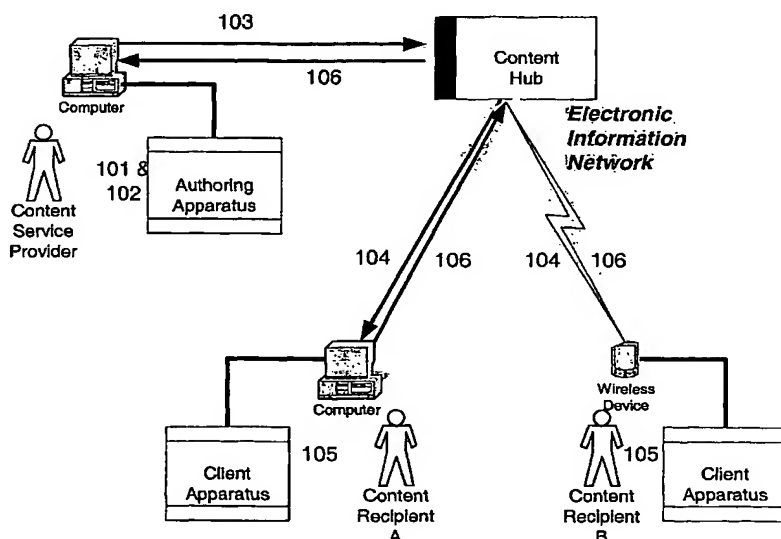 103
106
Content
Hub
Computer
Electronic
Information
Network
101 &
102
Authoring
Apparatus
Content
Service
Provider
104
106
104
106
Computer
Wireless
Device
105
105
Client
Apparatus
Content
Recipient
A
Content
Recipient
B
Client
Apparatus